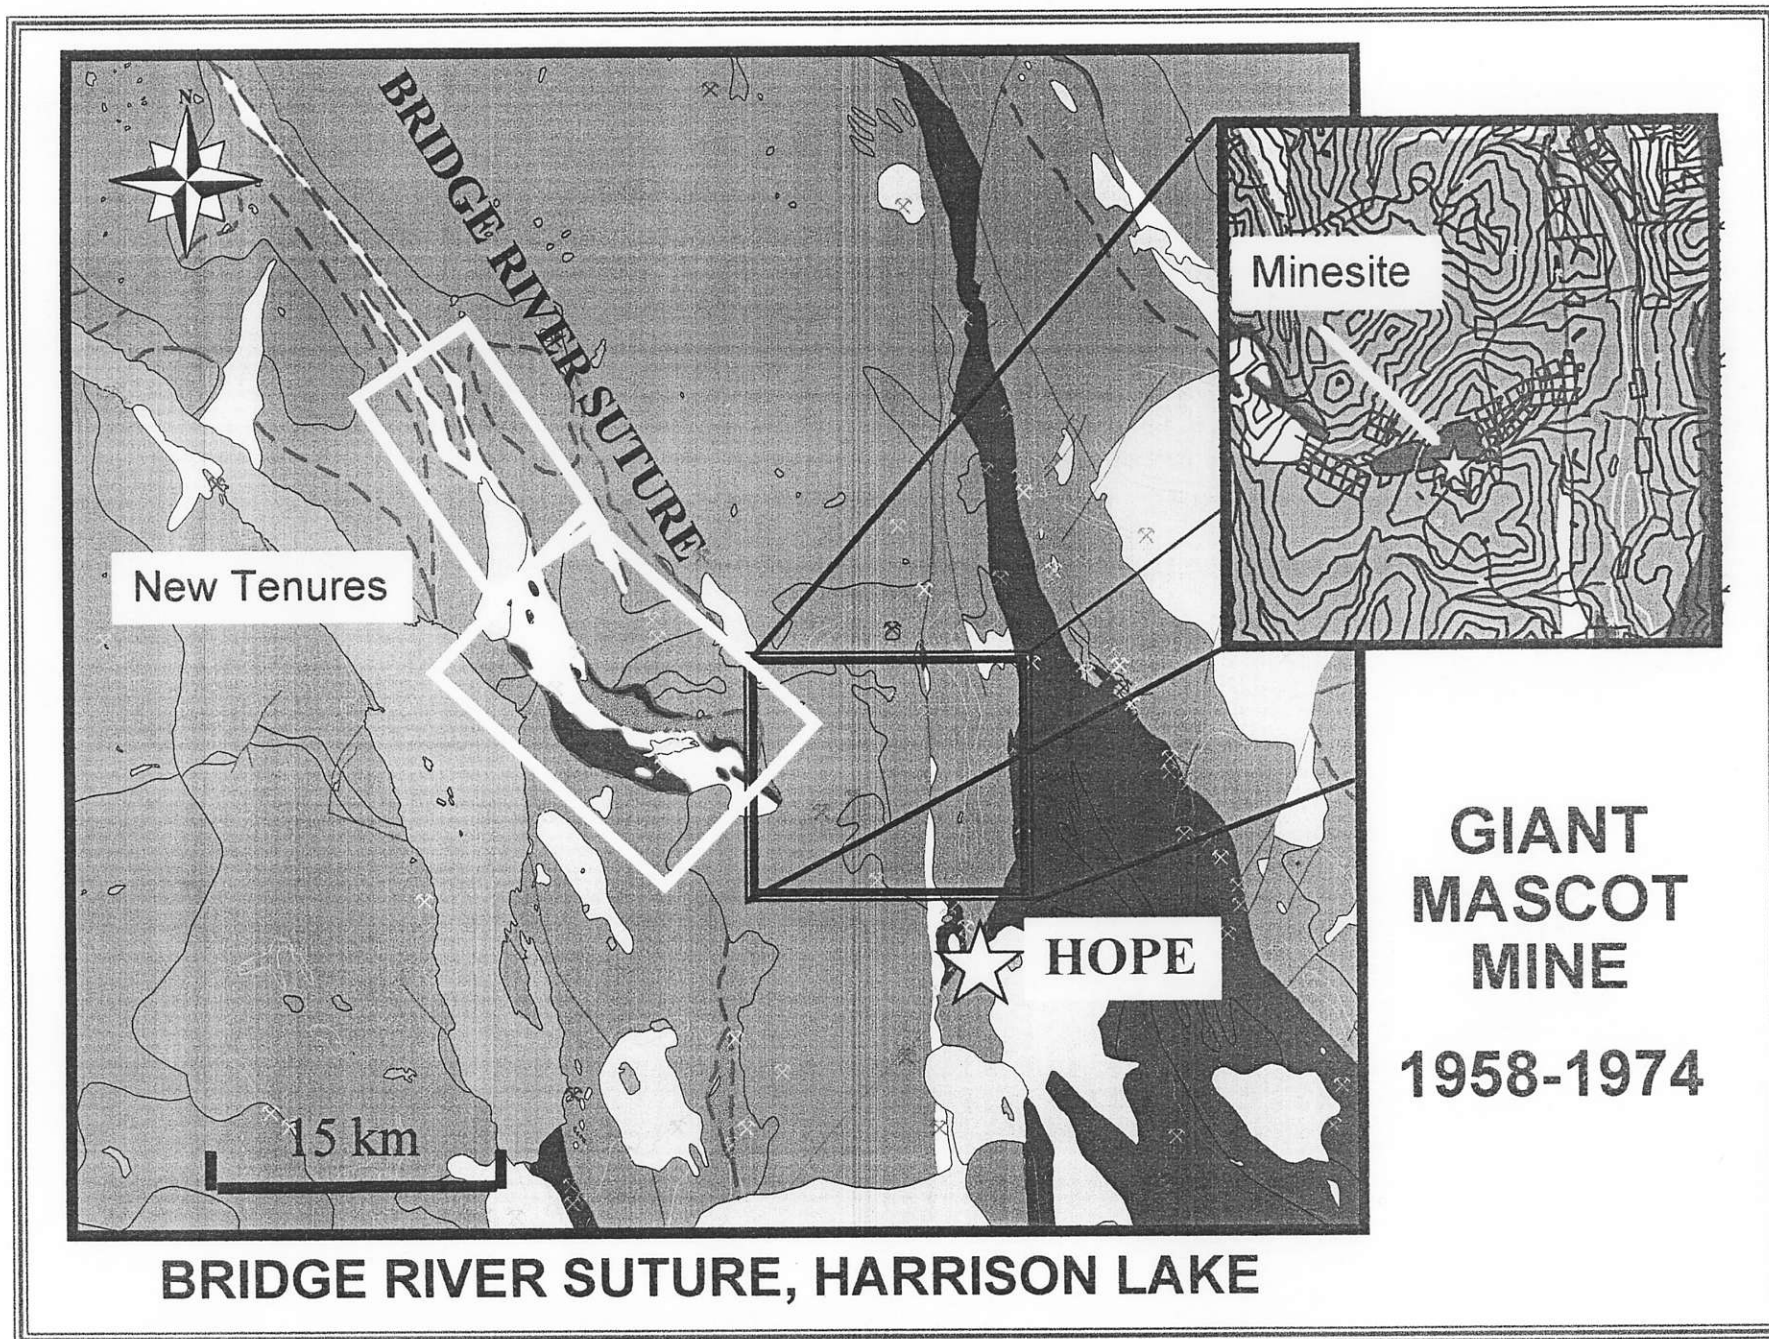 N
BRIDGE RIVER SUTURE
Minesite
New Tenures
HOPE
15 km
GIANT
MASCOT
MINE
1958-1974
BRIDGE RIVER SUTURE, HARRISON LAKE